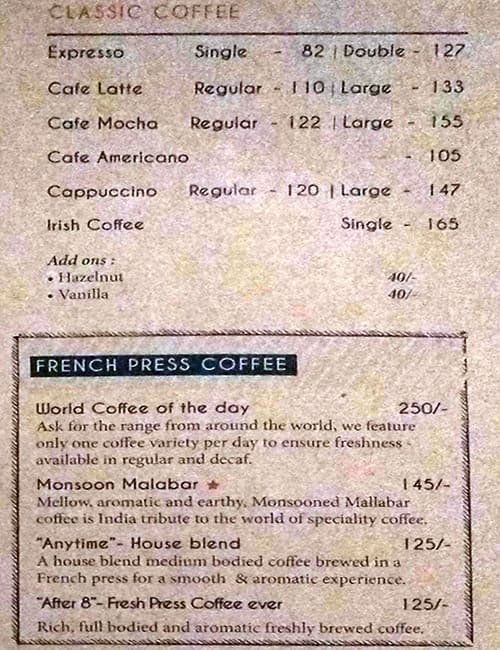 CLASSIC COFFEE
Expresso Single - 82 | Double - 127
Cafe Latte Regular - 110 | Large - 133
Cafe Mocha Regular - 122 | Large - 155
Cafe Americano - 105
Cappuccino Regular - 120 | Large - 147
Irish Coffee Single - 165
Add ons :
• Hazelnut 40/-
• Vanilla 40/-
FRENCH PRESS COFFEE
World Coffee of the day 250/-
Ask for the range from around the world, we feature
only one coffee variety per day to ensure freshness -
available in regular and decaf.
Monsoon Malabar ★ 145/-
Mellow, aromatic and earthy, Monsooned Mallabar
coffee is India tribute to the world of speciality coffee.
"Anytime"- House blend 125/-
A house blend medium bodied coffee brewed in a
French press for a smooth & aromatic experience.
"After 8"- Fresh Press Coffee ever 125/-
Rich, full bodied and aromatic freshly brewed coffee.